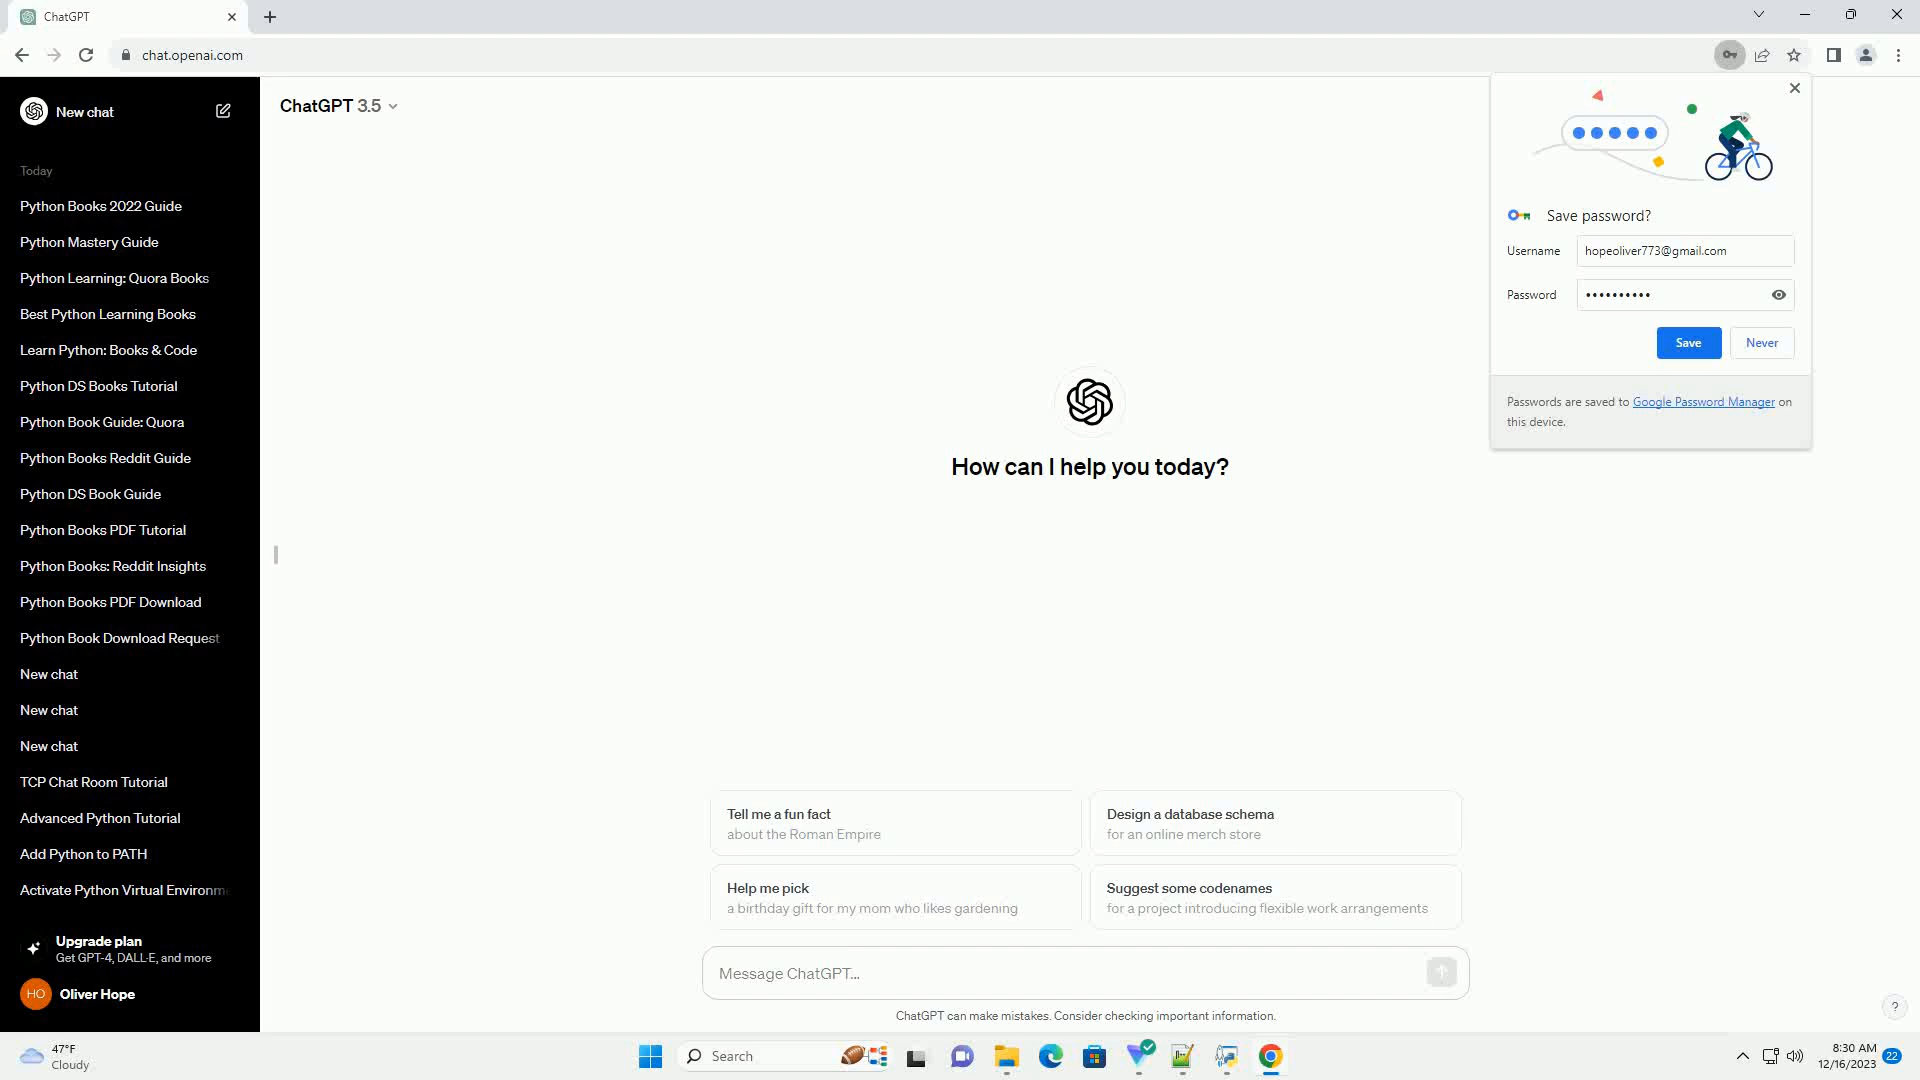 ChatGPT
chat.openai.com
New chat
Today
Python Books 2022 Guide
Python Mastery Guide
Python Learning: Quora Books
Best Python Learning Books
Learn Python: Books & Code
Python DS Books Tutorial
Python Book Guide: Quora
Python Books Reddit Guide
Python DS Book Guide
Python Books PDF Tutorial
Python Books: Reddit Insights
Python Books PDF Download
Python Book Download Request
New chat
New chat
New chat
TCP Chat Room Tutorial
Advanced Python Tutorial
Add Python to PATH
Activate Python Virtual Environme
Upgrade plan
Get GPT-4, DALL·E, and more
HO Oliver Hope
ChatGPT 3.5
How can I help you today?
Tell me a fun fact
about the Roman Empire
Design a database schema
for an online merch store
Help me pick
a birthday gift for my mom who likes gardening
Suggest some codenames
for a project introducing flexible work arrangements
Message ChatGPT...
ChatGPT can make mistakes. Consider checking important information.
?
Save password?
Username hopeoliver773@gmail.com
Password ••••••••••
Save Never
Passwords are saved to Google Password Manager on
this device.
47°F
Cloudy
Search
8:30 AM
12/16/2023
22